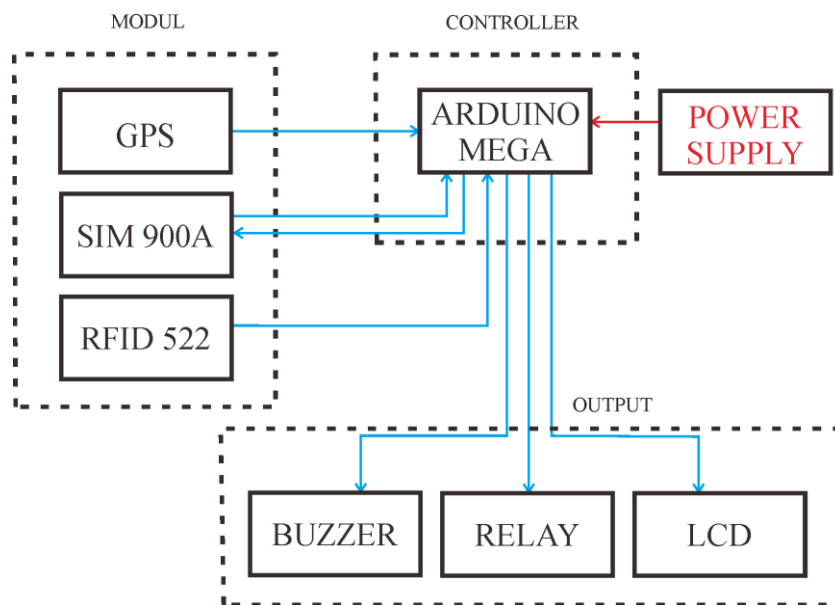 MODUL
CONTROLLER
GPS
ARDUINO
MEGA
POWER
SUPPLY
SIM 900A
RFID 522
OUTPUT
BUZZER
RELAY
LCD